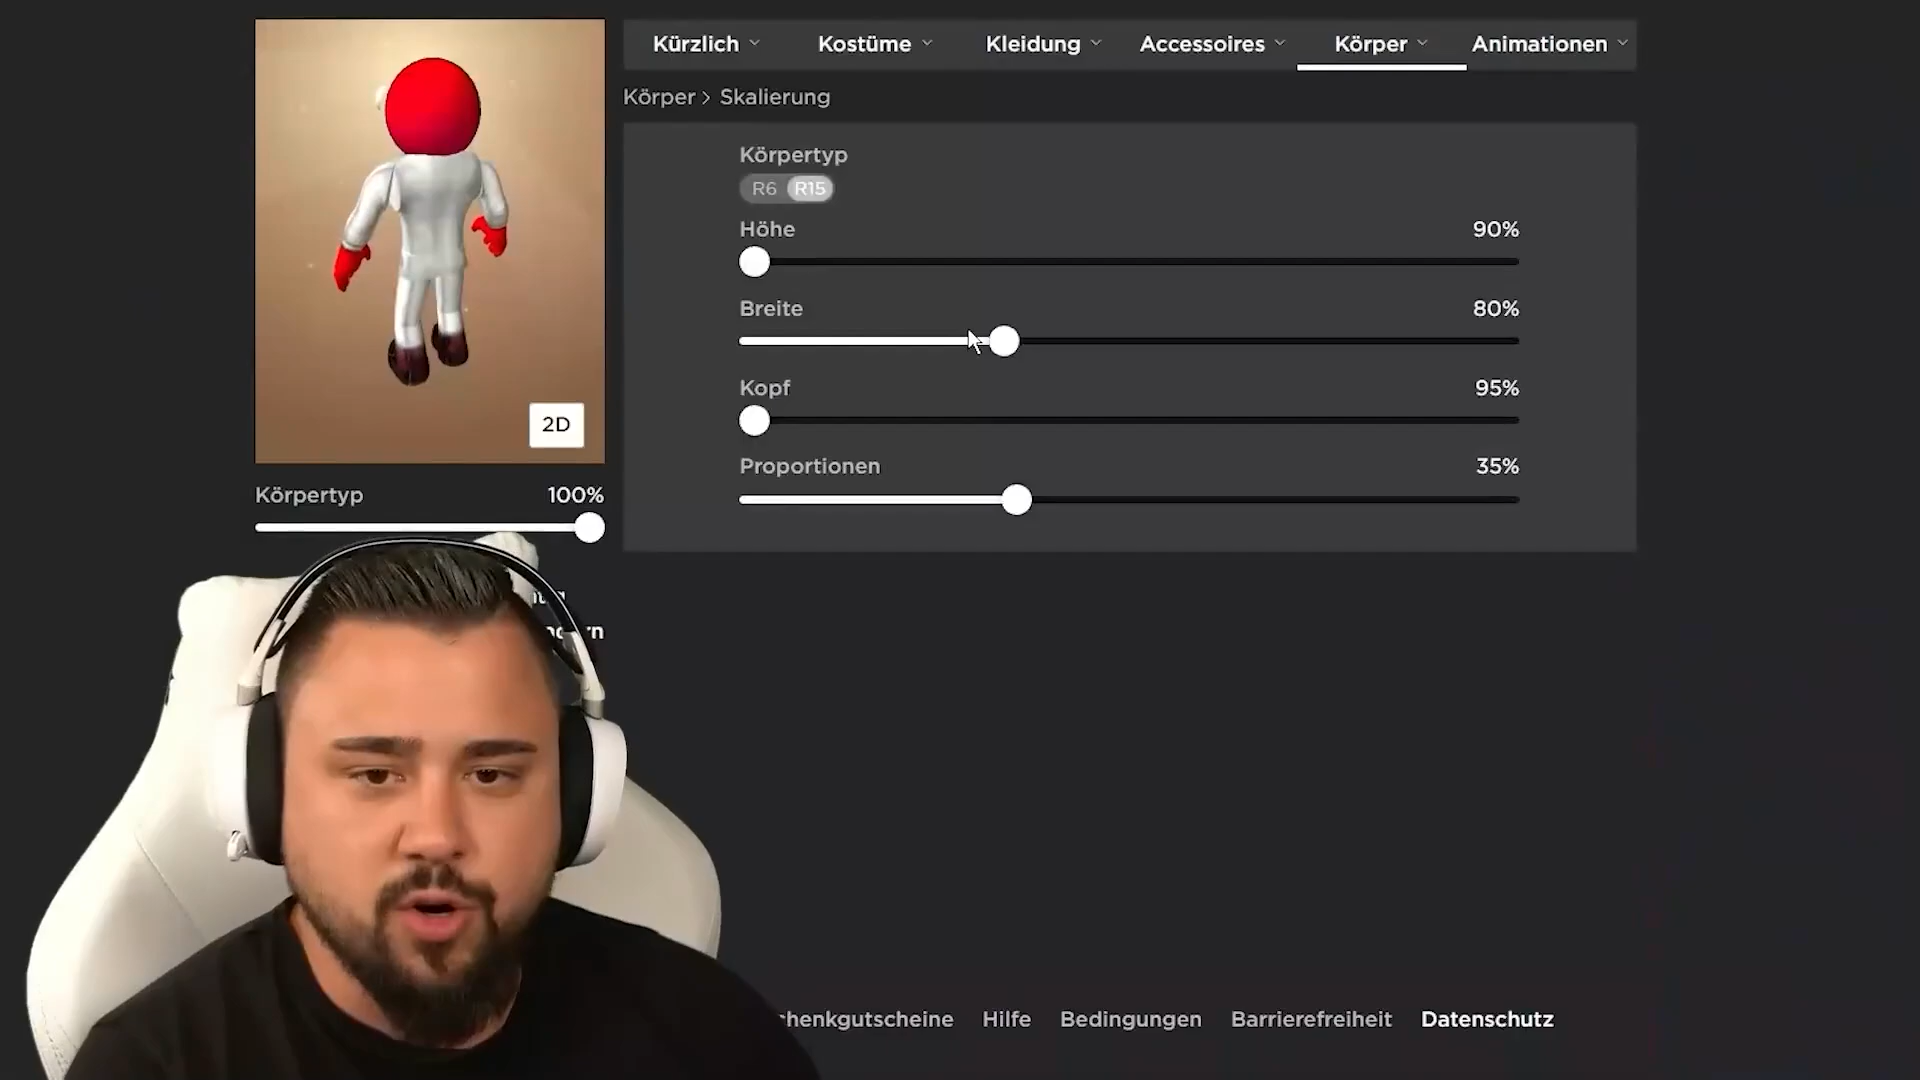 Kürzlich Kostüme Kleidung Accessoires Körper Animationen
Körper > Skalierung
Körpertyp
R6 R15
Höhe 90%
Breite 80%
Kopf 95%
Proportionen 35%
2D
Körpertyp 100%
Hilfe Bedingungen Barrierefreiheit Datenschutz